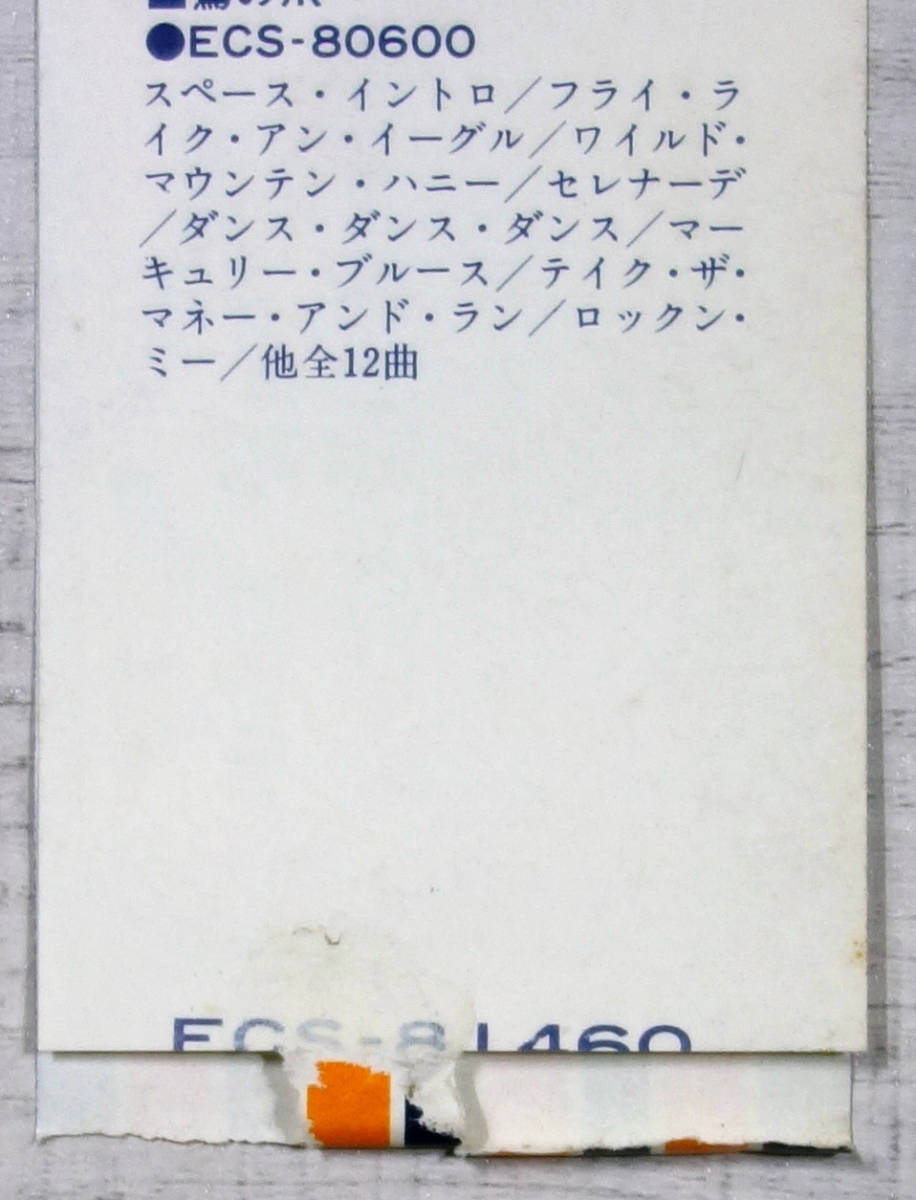 ●ECS-80600
スペース・イントロ/フライ・ラ
イク・アン・イーグル/ワイルド・
マウンテン・ハニー/セレナーデ
/ダンス・ダンス・ダンス/マー
キュリー・ブルース/テイク・ザ・
マネー・アンド・ラン/ロックン・
ミー/他全12曲
ECS-81460